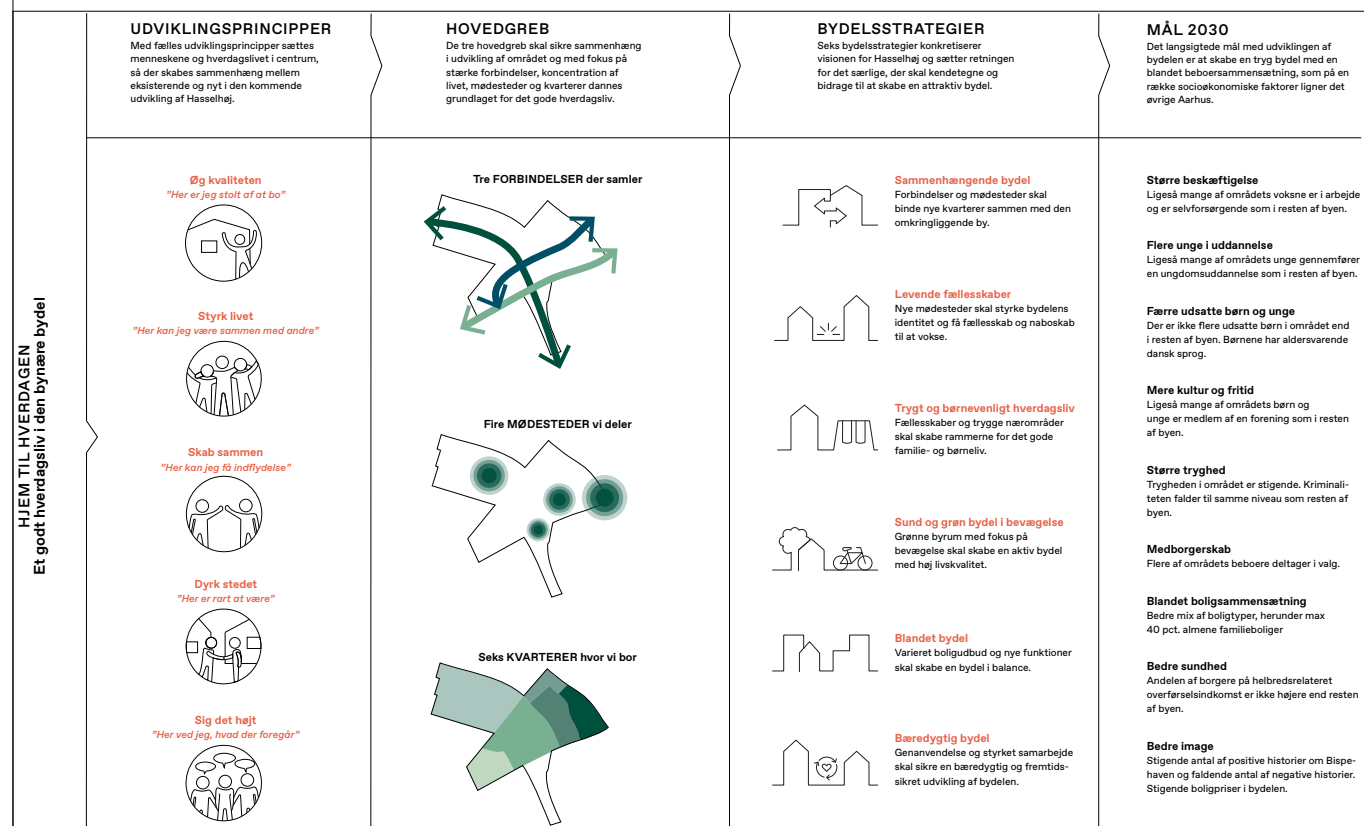 HJEM TIL HVERDAGEN
Et godt hverdagsliv i den bynære bydel
UDVIKLINGSPRINCIPPER
Med fælles udviklingsprincipper sættes
menneskene og hverdagslivet i centrum,
så der skabes sammenhæng mellem
eksisterende og nyt i den kommende
udvikling af Hasselhøj.
Øg kvaliteten
"Her er jeg stolt af at bo"
Styrk livet
"Her kan jeg være sammen med andre"
Skab sammen
"Her kan jeg få indflydelse"
Dyrk stedet
"Her er rart at være"
Sig det højt
"Her ved jeg, hvad der foregår"
HOVEDGREB
De tre hovedgreb skal sikre sammenhæng
i udvikling af området og med fokus på
stærke forbindelser, koncentration af
livet, mødesteder og kvarterer dannes
grundlaget for det gode hverdagsliv.
Tre FORBINDELSER der samler
Fire MØDESTEDER vi deler
Seks KVARTERER hvor vi bor
BYDELSSTRATEGIER
Seks bydelsstrategier konkretiserer
visionen for Hasselhøj og sætter retningen
for det særlige, der skal kendetegne og
bidrage til at skabe en attraktiv bydel.
Sammenhængende bydel
Forbindelser og mødesteder skal
binde nye kvarterer sammen med den
omkringliggende by.
Levende fællesskaber
Nye mødesteder skal styrke bydelens
identitet og få fællesskab og naboskab
til at vokse.
Trygt og børnevenligt hverdagsliv
Fællesskaber og trygge nærområder
skal skabe rammerne for det gode
familie- og børneliv.
Sund og grøn bydel i bevægelse
Grønne byrum med fokus på
bevægelse skal skabe en aktiv bydel
med høj livskvalitet.
Blandet bydel
Varieret boligudbud og nye funktioner
skal skabe en bydel i balance.
Bæredygtig bydel
Genanvendelse og styrket samarbejde
skal sikre en bæredygtig og fremtids-
sikret udvikling af bydelen.
MÅL 2030
Det langsigtede mål med udviklingen af
bydelen er at skabe en tryg bydel med en
blandet beboersammensætning, som på en
række socioøkonomiske faktorer ligner det
øvrige Aarhus.
Større beskæftigelse
Ligeså mange af områdets voksne er i arbejde
og er selvforsørgende som i resten af byen.
Flere unge i uddannelse
Ligeså mange af områdets unge gennemfører
en ungdomsuddannelse som i resten af byen.
Færre udsatte børn og unge
Der er ikke flere udsatte børn i området end
i resten af byen. Børnene har aldersvarende
dansk sprog.
Mere kultur og fritid
Ligeså mange af områdets børn og
unge er medlem af en forening som i resten
af byen.
Større tryghed
Trygheden i området er stigende. Kriminali-
teten falder til samme niveau som resten af
byen.
Medborgerskab
Flere af områdets beboere deltager i valg.
Blandet boligsammensætning
Bedre mix af boligtyper, herunder max
40 pct. almene familieboliger
Bedre sundhed
Andelen af borgere på helbredsrelateret
overførselsindkomst er ikke højere end resten
af byen.
Bedre image
Stigende antal af positive historier om Bispe-
haven og faldende antal af negative historier.
Stigende boligpriser i bydelen.